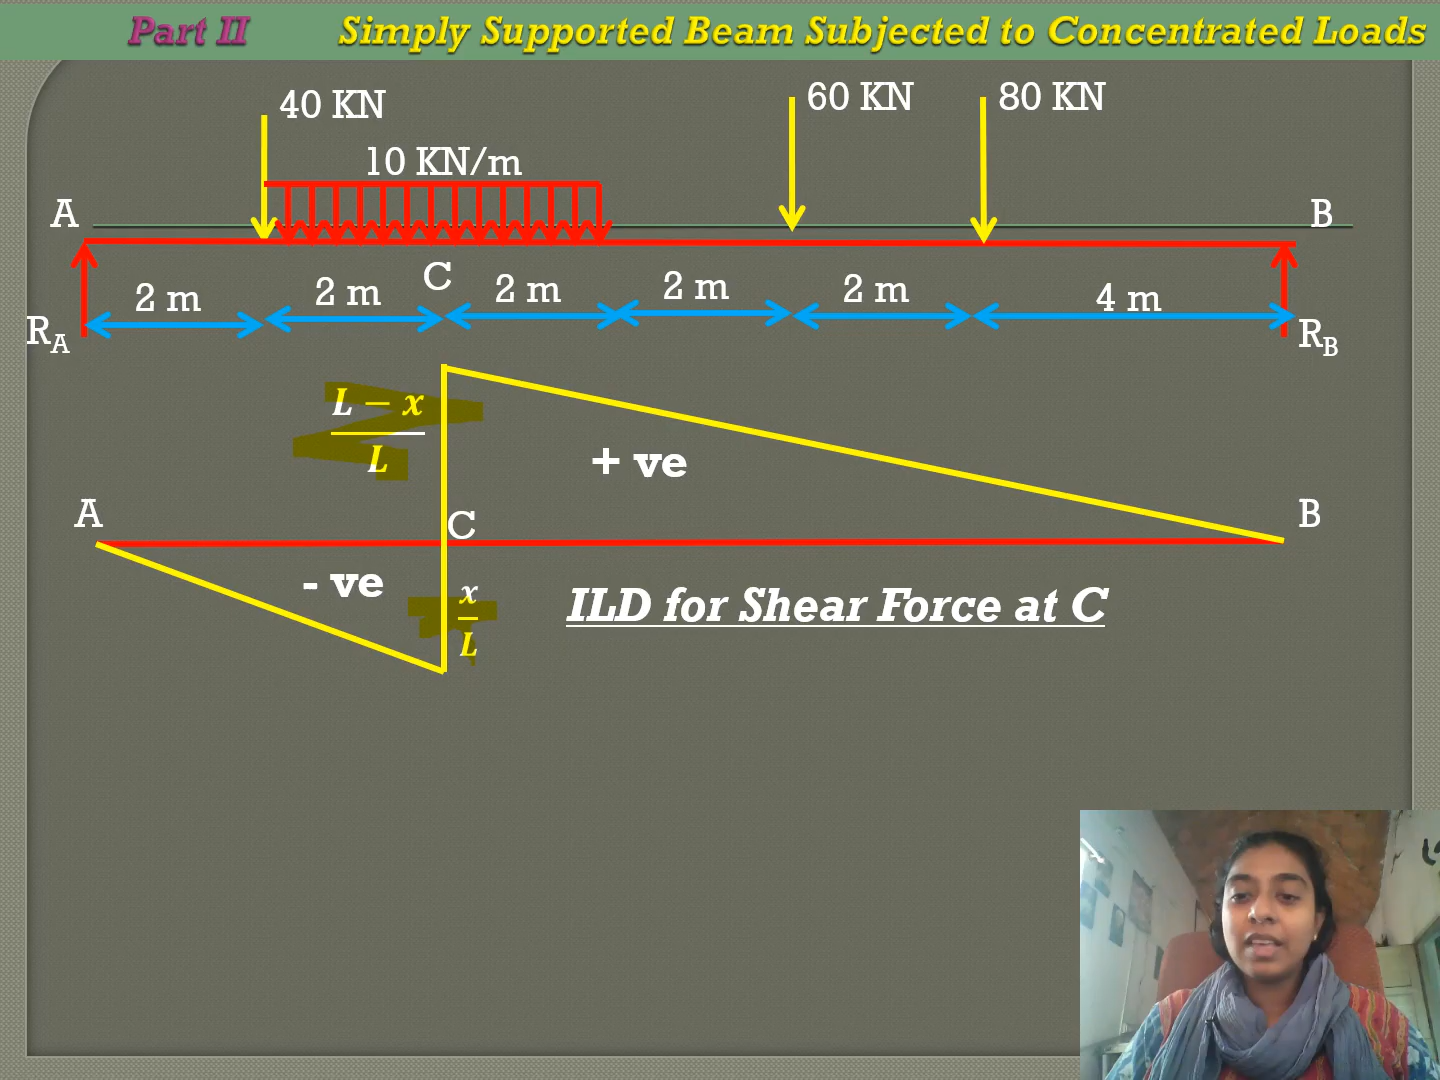 Part II Simply Supported Beam Subjected to Concentrated Loads
40 KN
60 KN
80 KN
10 KN/m
A
B
C
2 m
2 m
2 m
2 m
2 m
4 m
RA
RB
L − x
L
+ ve
A
C
B
- ve
x
L
ILD for Shear Force at C